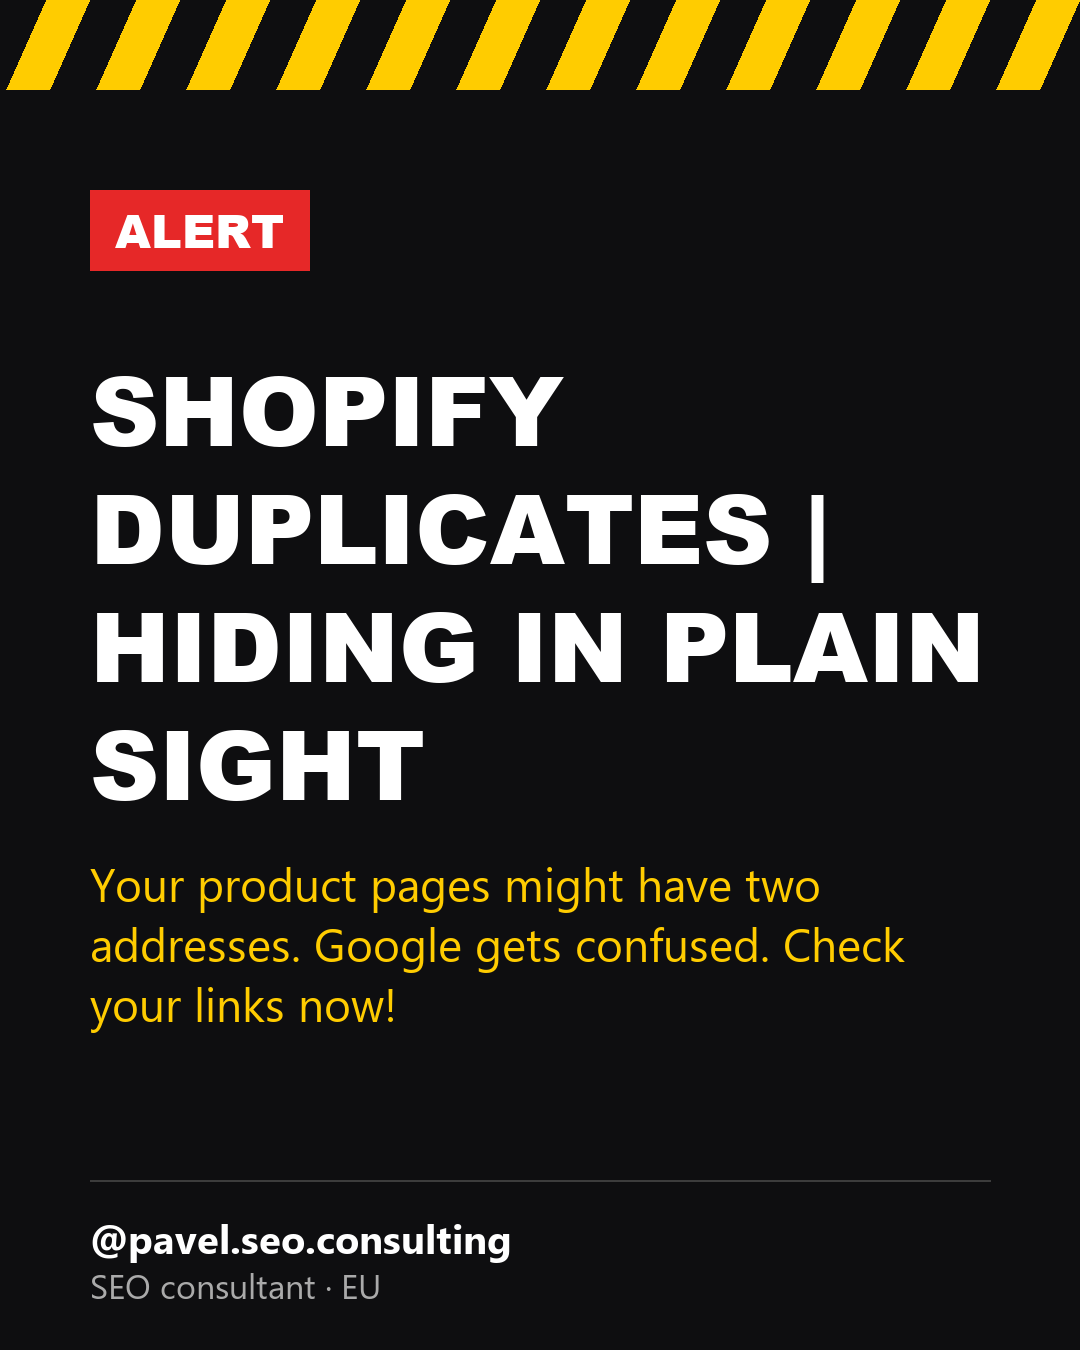 ALERT
SHOPIFY
DUPLICATES |
HIDING IN PLAIN
SIGHT
Your product pages might have two
addresses. Google gets confused. Check
your links now!
@pavel.seo.consulting
SEO consultant · EU